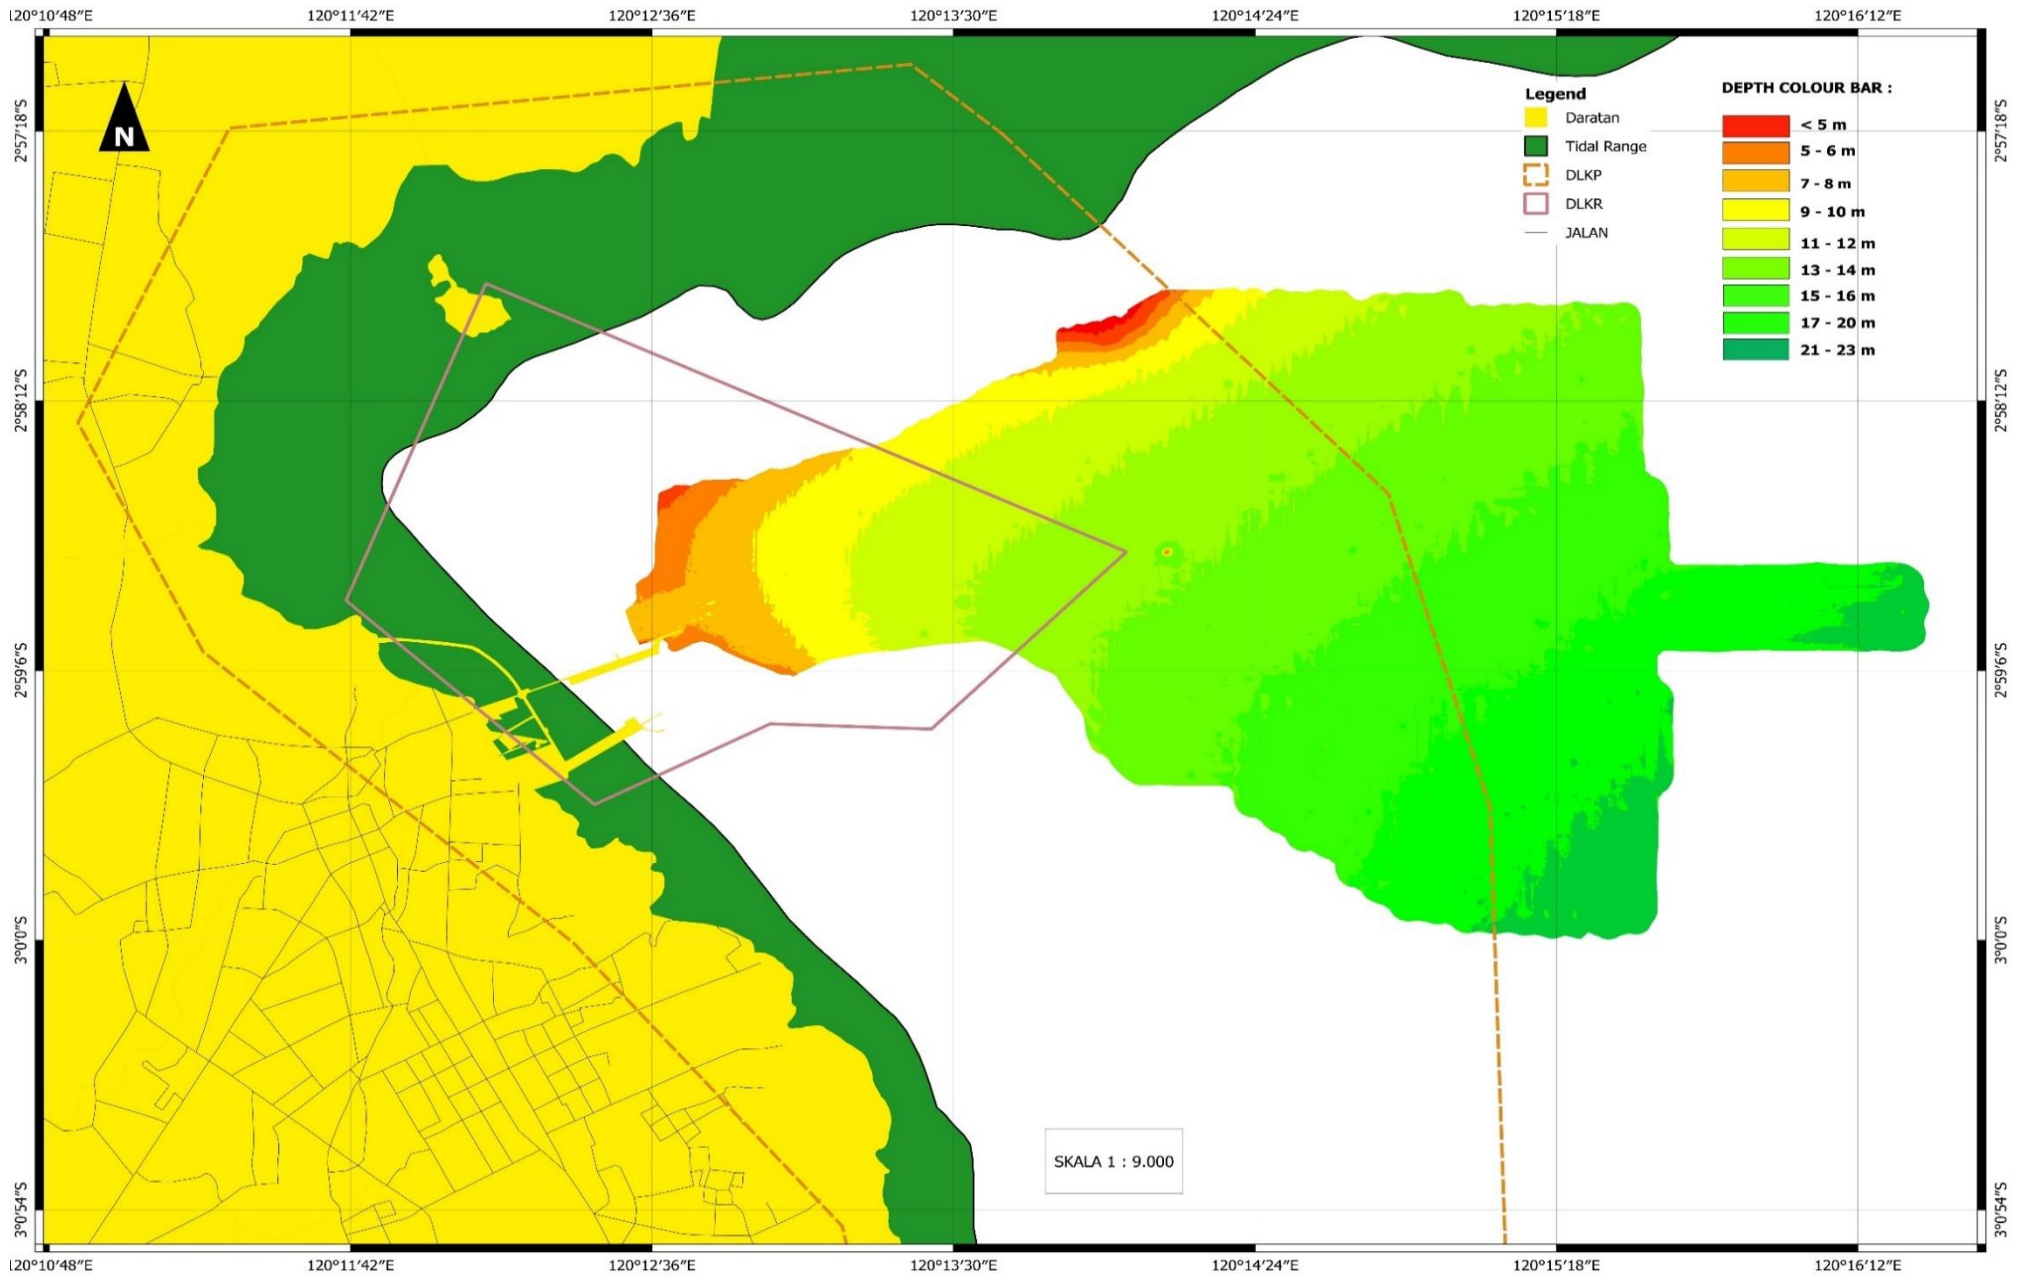 120°10′48″E 120°11′42″E 120°12′36″E 120°13′30″E 120°14′24″E 120°15′18″E 120°16′12″E
N
2°57′18″S
2°58′12″S
2°59′6″S
3°0′0″S
3°0′54″S
Legend
Daratan
Tidal Range
DLKP
DLKR
JALAN
DEPTH COLOUR BAR :
< 5 m
5 - 6 m
7 - 8 m
9 - 10 m
11 - 12 m
13 - 14 m
15 - 16 m
17 - 20 m
21 - 23 m
2°57′18″S
2°58′12″S
2°59′6″S
3°0′0″S
3°0′54″S
SKALA 1 : 9.000
120°10′48″E 120°11′42″E 120°12′36″E 120°13′30″E 120°14′24″E 120°15′18″E 120°16′12″E